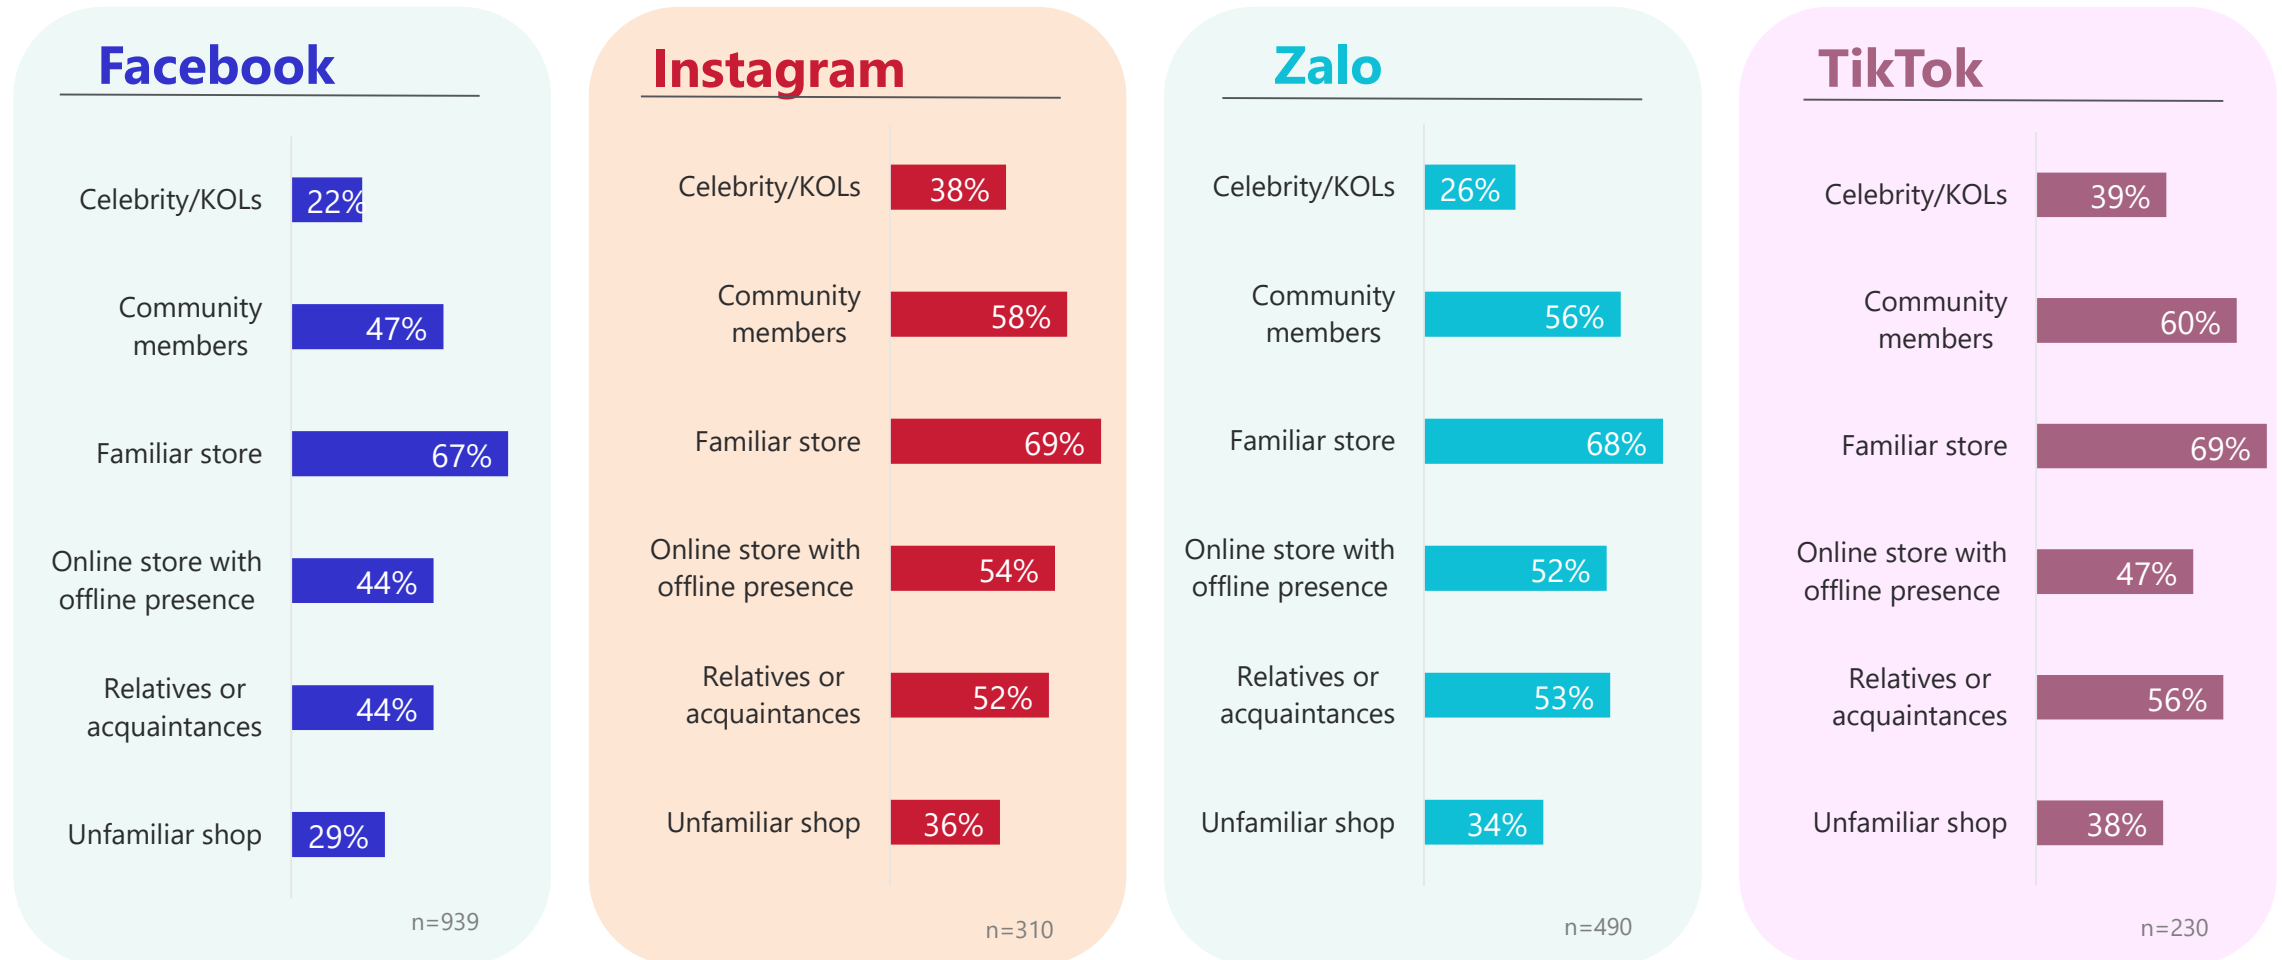 Facebook
Celebrity/KOLs
22%
Community
members
47%
Familiar store
67%
Online store with
offline presence
44%
Relatives or
acquaintances
44%
Unfamiliar shop
29%
n=939
Instagram
Celebrity/KOLs
38%
Community
members
58%
Familiar store
69%
Online store with
offline presence
54%
Relatives or
acquaintances
52%
Unfamiliar shop
36%
n=310
Zalo
Celebrity/KOLs
26%
Community
members
56%
Familiar store
68%
Online store with
offline presence
52%
Relatives or
acquaintances
53%
Unfamiliar shop
34%
n=490
TikTok
Celebrity/KOLs
39%
Community
members
60%
Familiar store
69%
Online store with
offline presence
47%
Relatives or
acquaintances
56%
Unfamiliar shop
38%
n=230